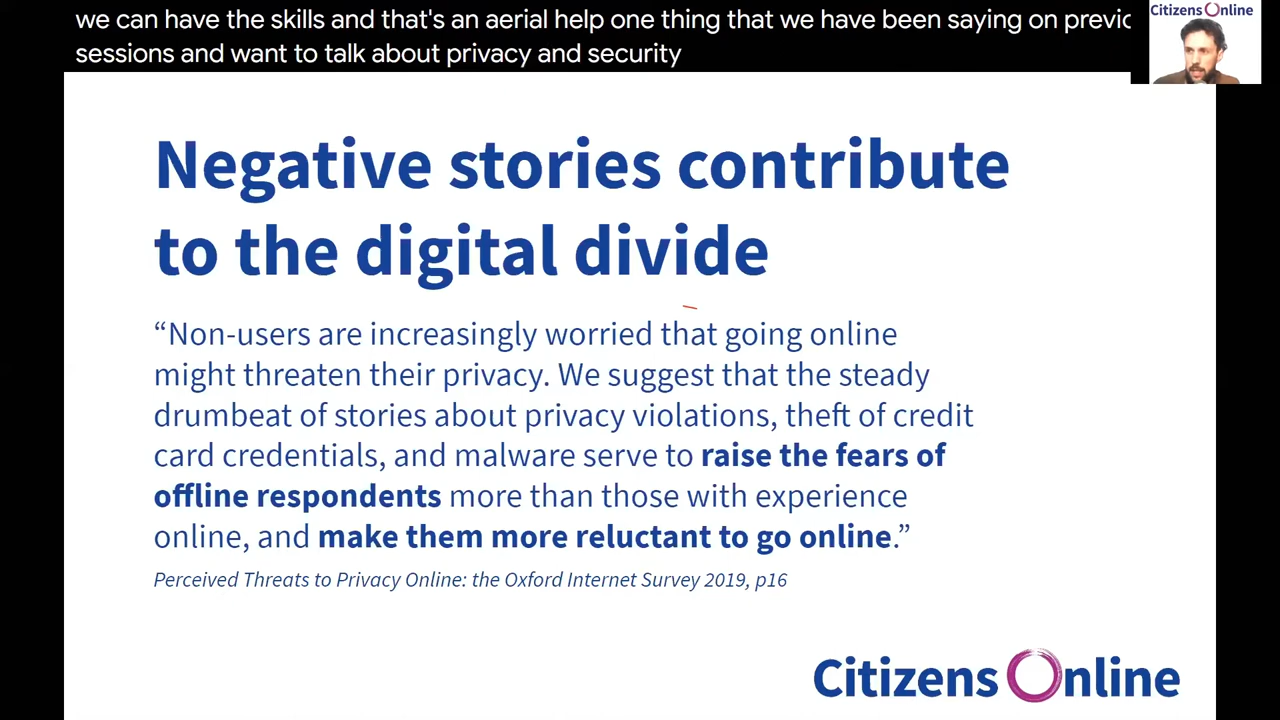 we can have the skills and that's an aerial help one thing that we have been saying on previo
sessions and want to talk about privacy and security
Citizens Online
Negative stories contribute
to the digital divide
“Non-users are increasingly worried that going online
might threaten their privacy. We suggest that the steady
drumbeat of stories about privacy violations, theft of credit
card credentials, and malware serve to raise the fears of
offline respondents more than those with experience
online, and make them more reluctant to go online.”
Perceived Threats to Privacy Online: the Oxford Internet Survey 2019, p16
Citizens Online